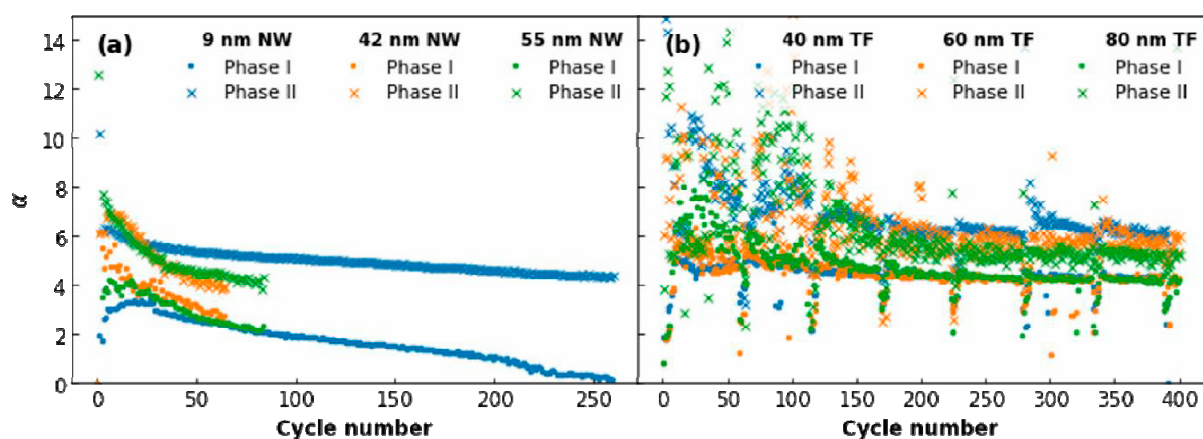 (a)
9 nm NW 42 nm NW 55 nm NW
Phase I Phase I Phase I
Phase II Phase II Phase II
α
14
12
10
8
6
4
2
0
0 50 100 150 200 250
Cycle number
(b)
40 nm TF 60 nm TF 80 nm TF
Phase I Phase I Phase I
Phase II Phase II Phase II
0 50 100 150 200 250 300 350 400
Cycle number